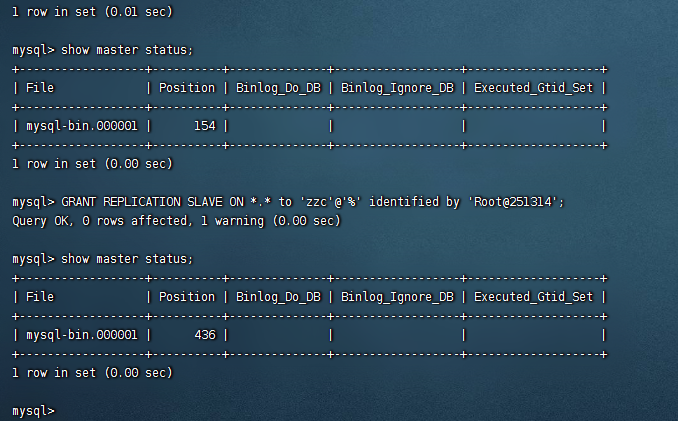 1 row in set (0.01 sec)

mysql> show master status;
+------------------+----------+--------------+------------------+-------------------+
| File             | Position | Binlog_Do_DB | Binlog_Ignore_DB | Executed_Gtid_Set |
+------------------+----------+--------------+------------------+-------------------+
| mysql-bin.000001 |      154 |              |                  |                   |
+------------------+----------+--------------+------------------+-------------------+
1 row in set (0.00 sec)

mysql> GRANT REPLICATION SLAVE ON *.* to 'zzc'@'%' identified by 'Root@251314';
Query OK, 0 rows affected, 1 warning (0.00 sec)

mysql> show master status;
+------------------+----------+--------------+------------------+-------------------+
| File             | Position | Binlog_Do_DB | Binlog_Ignore_DB | Executed_Gtid_Set |
+------------------+----------+--------------+------------------+-------------------+
| mysql-bin.000001 |      436 |              |                  |                   |
+------------------+----------+--------------+------------------+-------------------+
1 row in set (0.00 sec)

mysql>